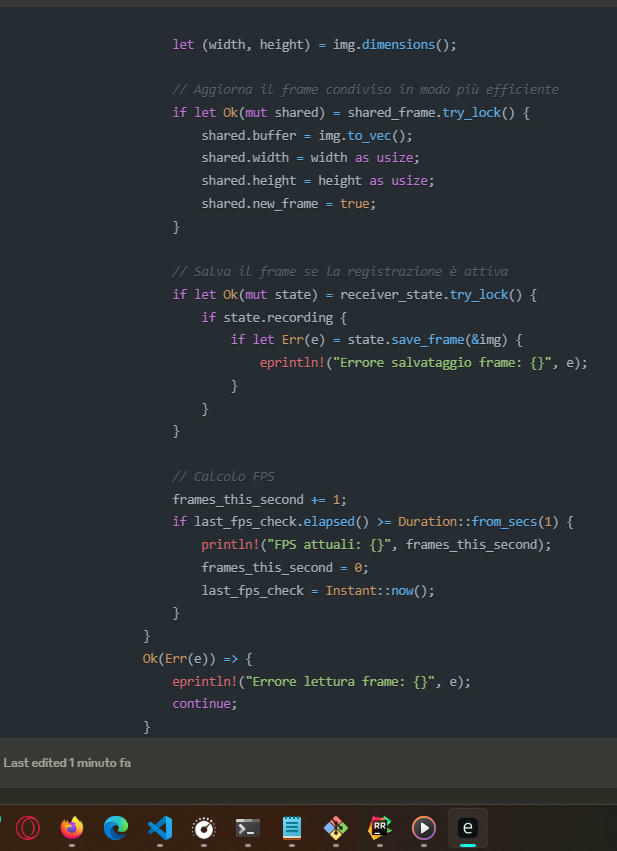 let (width, height) = img.dimensions();
// Aggiorna il frame condiviso in modo più efficiente
if let Ok(mut shared) = shared_frame.try_lock() {
shared.buffer = img.to_vec();
shared.width = width as usize;
shared.height = height as usize;
shared.new_frame = true;
}
// Salva il frame se la registrazione è attiva
if let Ok(mut state) = receiver_state.try_lock() {
if state.recording {
if let Err(e) = state.save_frame(&img) {
eprintln!("Errore salvataggio frame: {}", e);
}
}
}
// Calcolo FPS
frames_this_second += 1;
if last_fps_check.elapsed() >= Duration::from_secs(1) {
println!("FPS attuali: {}", frames_this_second);
frames_this_second = 0;
last_fps_check = Instant::now();
}
}
Ok(Err(e)) => {
eprintln!("Errore lettura frame: {}", e);
continue;
}
Last edited 1 minuto fa
RR
e